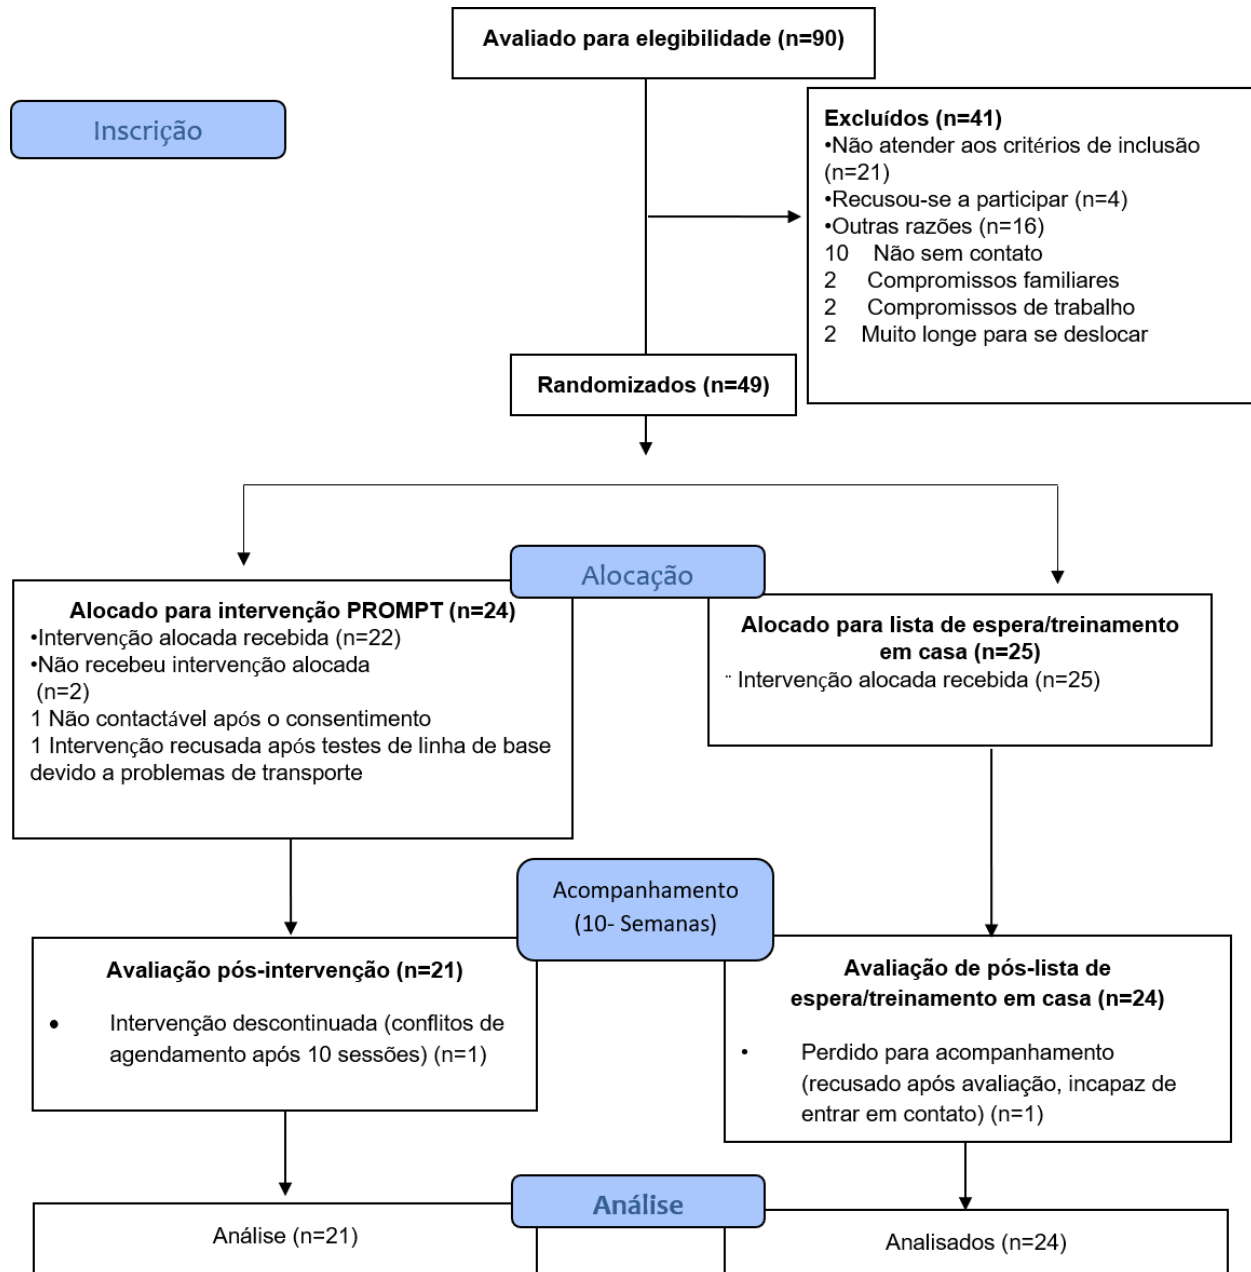 Avaliado para elegibilidade (n=90)
Inscrição
Excluídos (n=41)
•Não atender aos critérios de inclusão
(n=21)
•Recusou-se a participar (n=4)
•Outras razões (n=16)
10 Não sem contato
2 Compromissos familiares
2 Compromissos de trabalho
2 Muito longe para se deslocar
Randomizados (n=49)
Alocação
Alocado para intervenção PROMPT (n=24)
•Intervenção alocada recebida (n=22)
•Não recebeu intervenção alocada
(n=2)
1 Não contactável após o consentimento
1 Intervenção recusada após testes de linha de base
devido a problemas de transporte
Alocado para lista de espera/treinamento
em casa (n=25)
¨ Intervenção alocada recebida (n=25)
Acompanhamento
(10- Semanas)
Avaliação pós-intervenção (n=21)
• Intervenção descontinuada (conflitos de
agendamento após 10 sessões) (n=1)
Avaliação de pós-lista de
espera/treinamento em casa (n=24)
• Perdido para acompanhamento
(recusado após avaliação, incapaz de
entrar em contato) (n=1)
Análise
Análise (n=21)
Analisados (n=24)